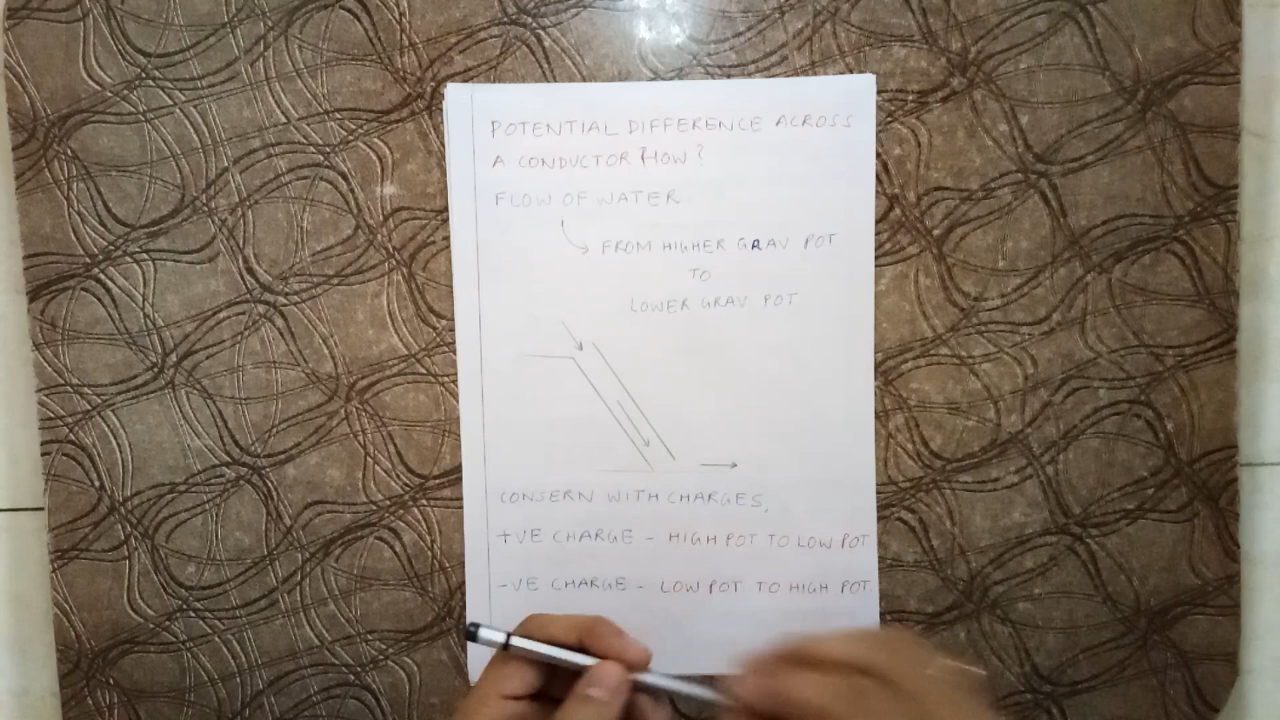 POTENTIAL DIFFERENCE ACROSS
A CONDUCTOR ? HOW ?
FLOW OF WATER
FROM HIGHER GRAV POT
TO
LOWER GRAV POT
CONSERN WITH CHARGES,
+VE CHARGE - HIGH POT TO LOW POT
-VE CHARGE - LOW POT TO HIGH POT.